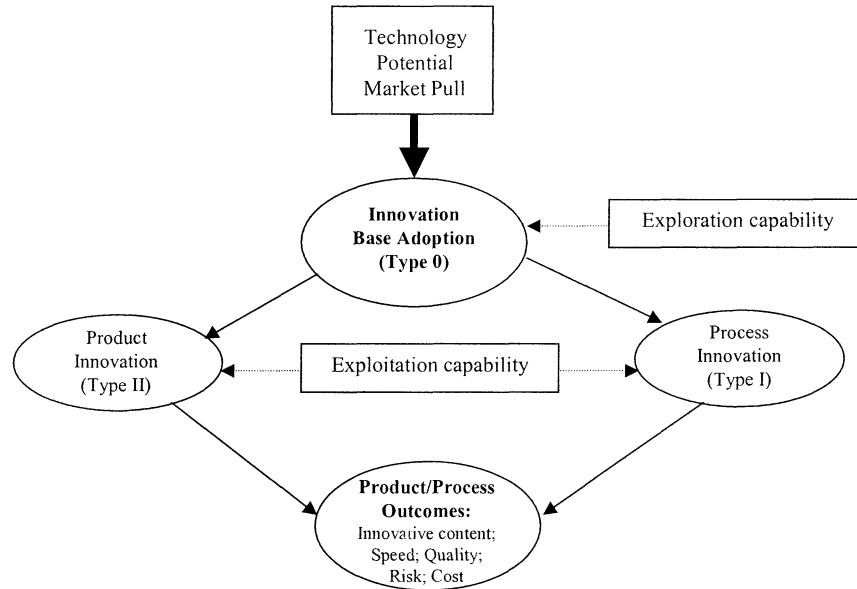 Technology
Potential
Market Pull
Innovation
Base Adoption
(Type 0)
Exploration capability
Product
Innovation
(Type II)
Exploitation capability
Process
Innovation
(Type I)
Product/Process
Outcomes:
Innovative content;
Speed; Quality;
Risk; Cost